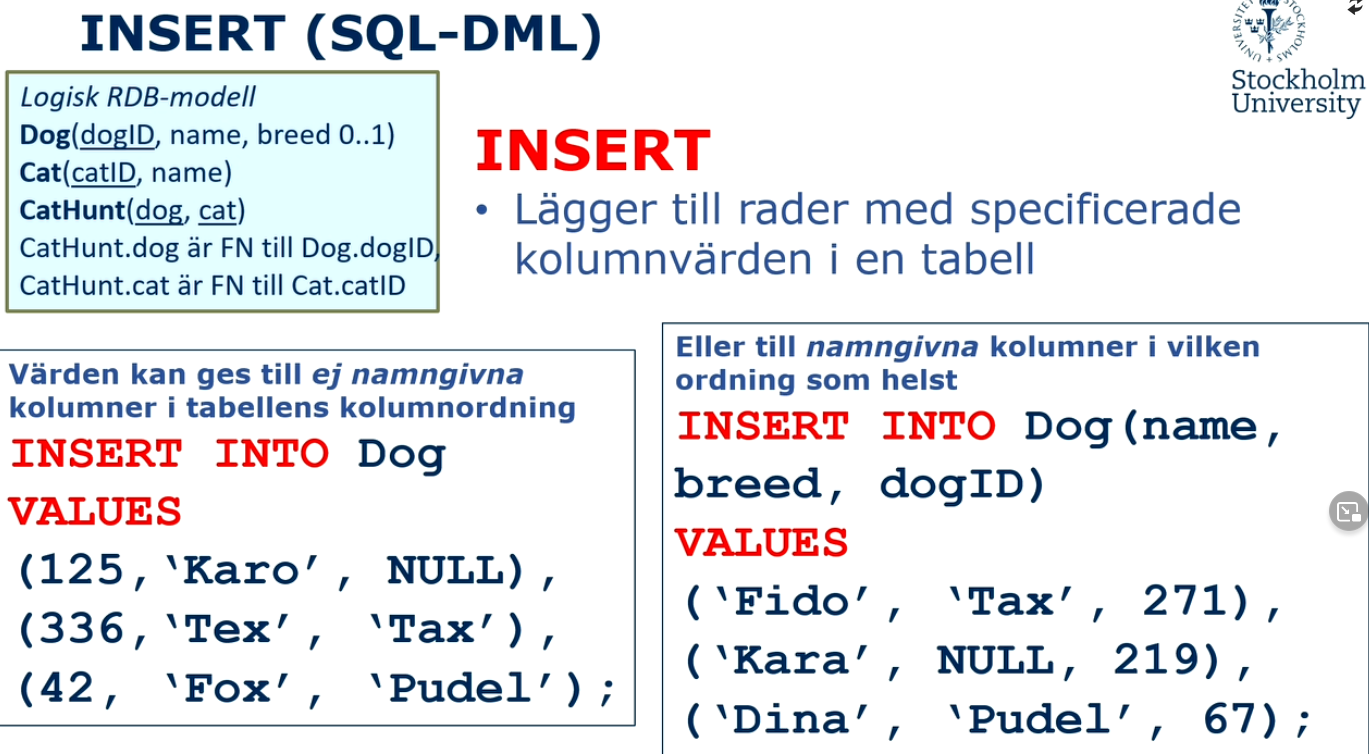 INSERT (SQL-DML)
Stockholm
University
Logisk RDB-modell
Dog(dogID, name, breed 0..1)
Cat(catID, name)
CatHunt(dog, cat)
CatHunt.dog är FN till Dog.dogID,
CatHunt.cat är FN till Cat.catID
INSERT
• Lägger till rader med specificerade
kolumnvärden i en tabell
Värden kan ges till ej namngivna
kolumner i tabellens kolumnordning
INSERT INTO Dog
VALUES
(125,‘Karo’, NULL),
(336,‘Tex’, ‘Tax’),
(42, ‘Fox’, ‘Pudel’);
Eller till namngivna kolumner i vilken
ordning som helst
INSERT INTO Dog(name,
breed, dogID)
VALUES
(‘Fido’, ‘Tax’, 271),
(‘Kara’, NULL, 219),
(‘Dina’, ‘Pudel’, 67);